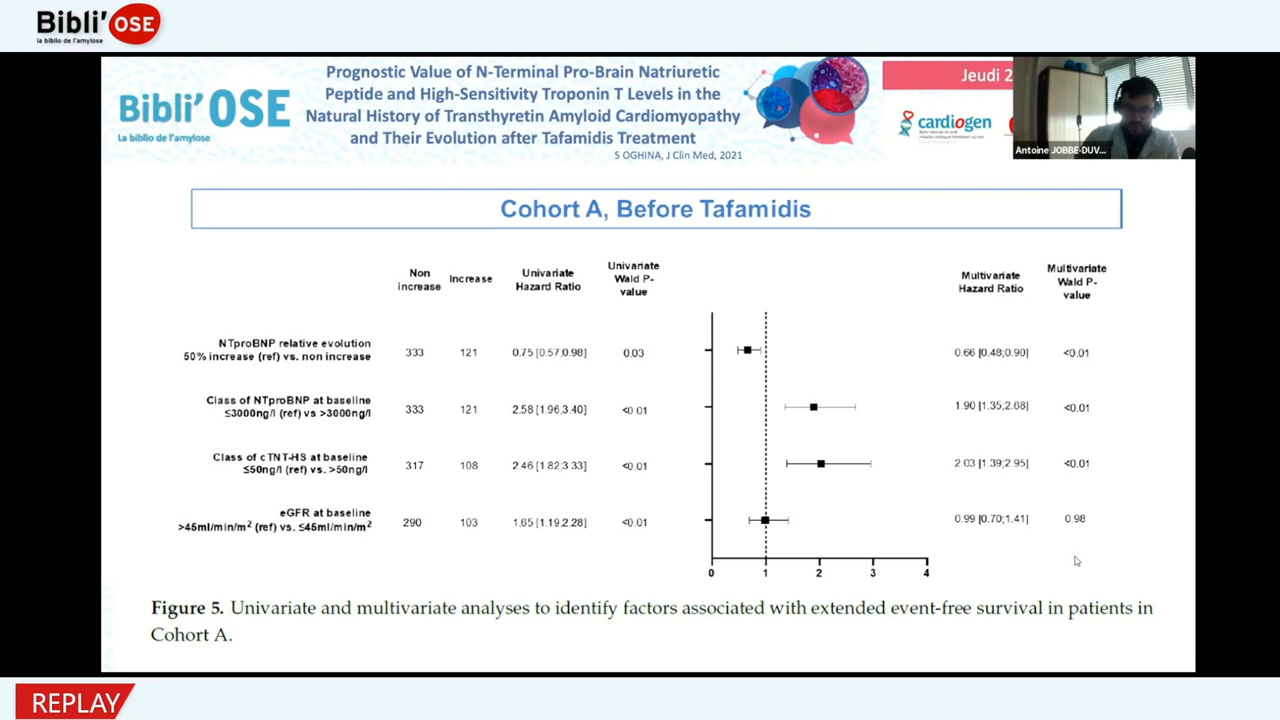 Bibli'OSE
la biblio de l'amylose
Bibli'OSE
La biblio de l'amylose
Prognostic Value of N-Terminal Pro-Brain Natriuretic
Peptide and High-Sensitivity Troponin T Levels in the
Natural History of Transthyretin Amyloid Cardiomyopathy
and Their Evolution after Tafamidis Treatment
S OGHINA, J Clin Med, 2021
Jeudi 2
cardiogen
Antoine JOBBE-DUV...
Cohort A, Before Tafamidis
Non increase
Increase
Univariate Hazard Ratio
Univariate Wald P-value
Multivariate Hazard Ratio
Multivariate Wald P-value
NTproBNP relative evolution
50% increase (ref) vs. non increase
333 121 0.75 [0.57;0.98] 0.03 0.66 [0.48;0.90] <0.01
Class of NTproBNP at baseline
≤3000ng/l (ref) vs >3000ng/l
333 121 2.58 [1.96;3.40] <0.01 1.90 [1.35;2.68] <0.01
Class of cTNT-HS at baseline
≤50ng/l (ref) vs. >50ng/l
317 108 2.46 [1.82;3.33] <0.01 2.03 [1.39;2.95] <0.01
eGFR at baseline
>45ml/min/m² (ref) vs. ≤45ml/min/m²
290 103 1.65 [1.19;2.28] <0.01 0.99 [0.70;1.41] 0.98
0 1 2 3 4
Figure 5. Univariate and multivariate analyses to identify factors associated with extended event-free survival in patients in
Cohort A.
REPLAY